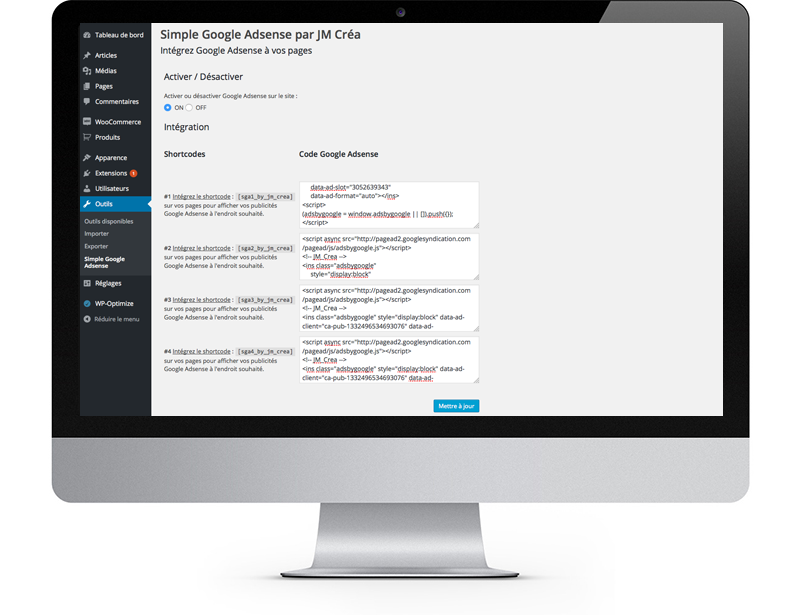 Tableau de bord
Articles
Médias
Pages
Commentaires
WooCommerce
Produits
Apparence
Extensions 1
Utilisateurs
Outils
Outils disponibles
Importer
Exporter
Simple Google
Adsense
Réglages
WP-Optimize
Réduire le menu
Simple Google Adsense par JM Créa
Intégrez Google Adsense à vos pages
Activer / Désactiver
Activer ou désactiver Google Adsense sur le site :
ON OFF
Intégration
Shortcodes
Code Google Adsense
#1 Intégrez le shortcode : [sga1_by_jm_crea]
sur vos pages pour afficher vos publicités
Google Adsense à l'endroit souhaité.
data-ad-slot="3052639343"
data-ad-format="auto"></ins>
<script>
(adsbygoogle = window.adsbygoogle || []).push({});
</script>
#2 Intégrez le shortcode : [sga2_by_jm_crea]
sur vos pages pour afficher vos publicités
Google Adsense à l'endroit souhaité.
<script async src="http://pagead2.googlesyndication.com
/pagead/js/adsbygoogle.js"></script>
<!-- JM_Crea -->
<ins class="adsbygoogle"
style="display:block"
#3 Intégrez le shortcode : [sga3_by_jm_crea]
sur vos pages pour afficher vos publicités
Google Adsense à l'endroit souhaité.
<script async src="http://pagead2.googlesyndication.com
/pagead/js/adsbygoogle.js"></script>
<!-- JM_Crea -->
<ins class="adsbygoogle" style="display:block" data-ad-
client="ca-pub-1332496534693076" data-ad-
#4 Intégrez le shortcode : [sga4_by_jm_crea]
sur vos pages pour afficher vos publicités
Google Adsense à l'endroit souhaité.
<script async src="http://pagead2.googlesyndication.com
/pagead/js/adsbygoogle.js"></script>
<!-- JM_Crea -->
<ins class="adsbygoogle" style="display:block" data-ad-
client="ca-pub-1332496534693076" data-ad-
Mettre à jour